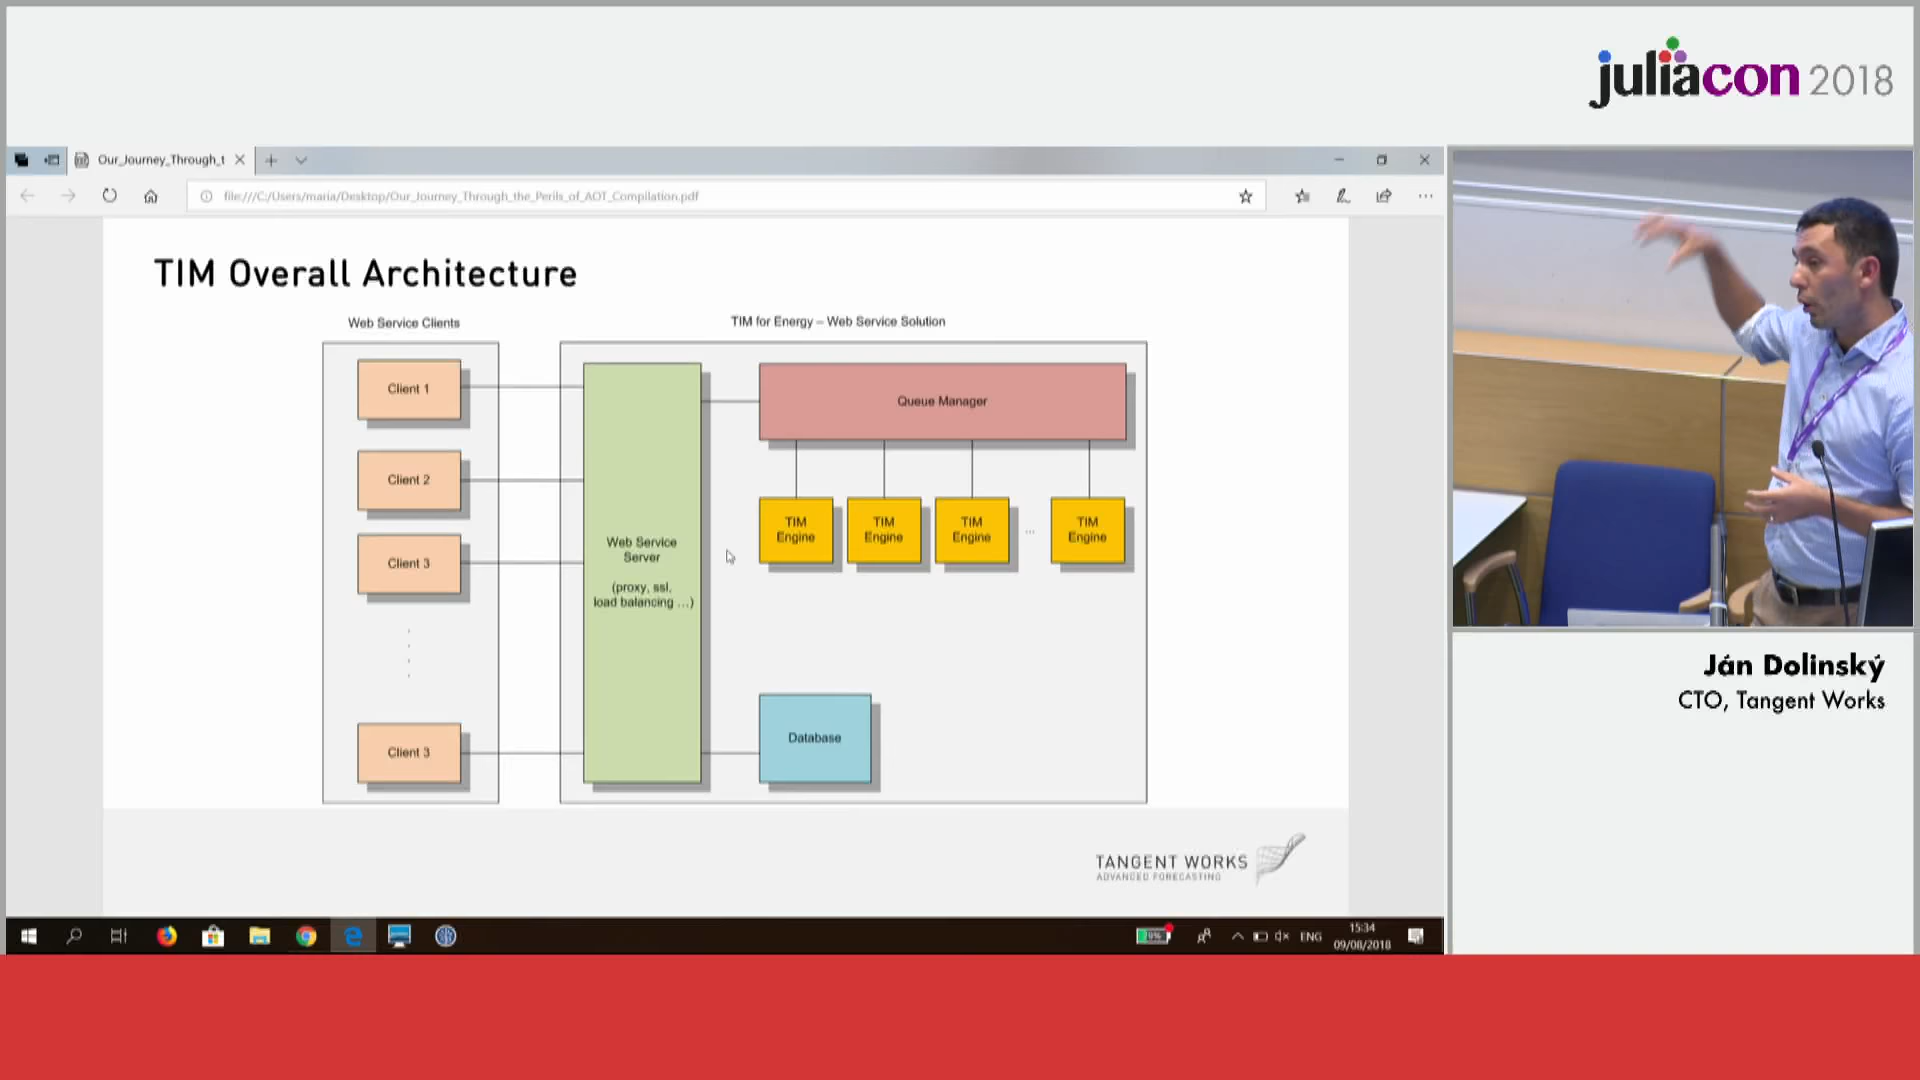 juliacon 2018
Our_Journey_Through_t
file:///C:/Users/maria/Desktop/Our_Journey_Through_the_Perils_of_AOT_Compilation.pdf
TIM Overall Architecture
Web Service Clients
TIM for Energy – Web Service Solution
Client 1
Client 2
Client 3
Client 3
Web Service
Server
(proxy, ssl,
load balancing ...)
Queue Manager
TIM
Engine
TIM
Engine
TIM
Engine
...
TIM
Engine
Database
TANGENT WORKS
ADVANCED FORECASTING
ENG
15:34
09/08/2018
Ján Dolinský
CTO, Tangent Works